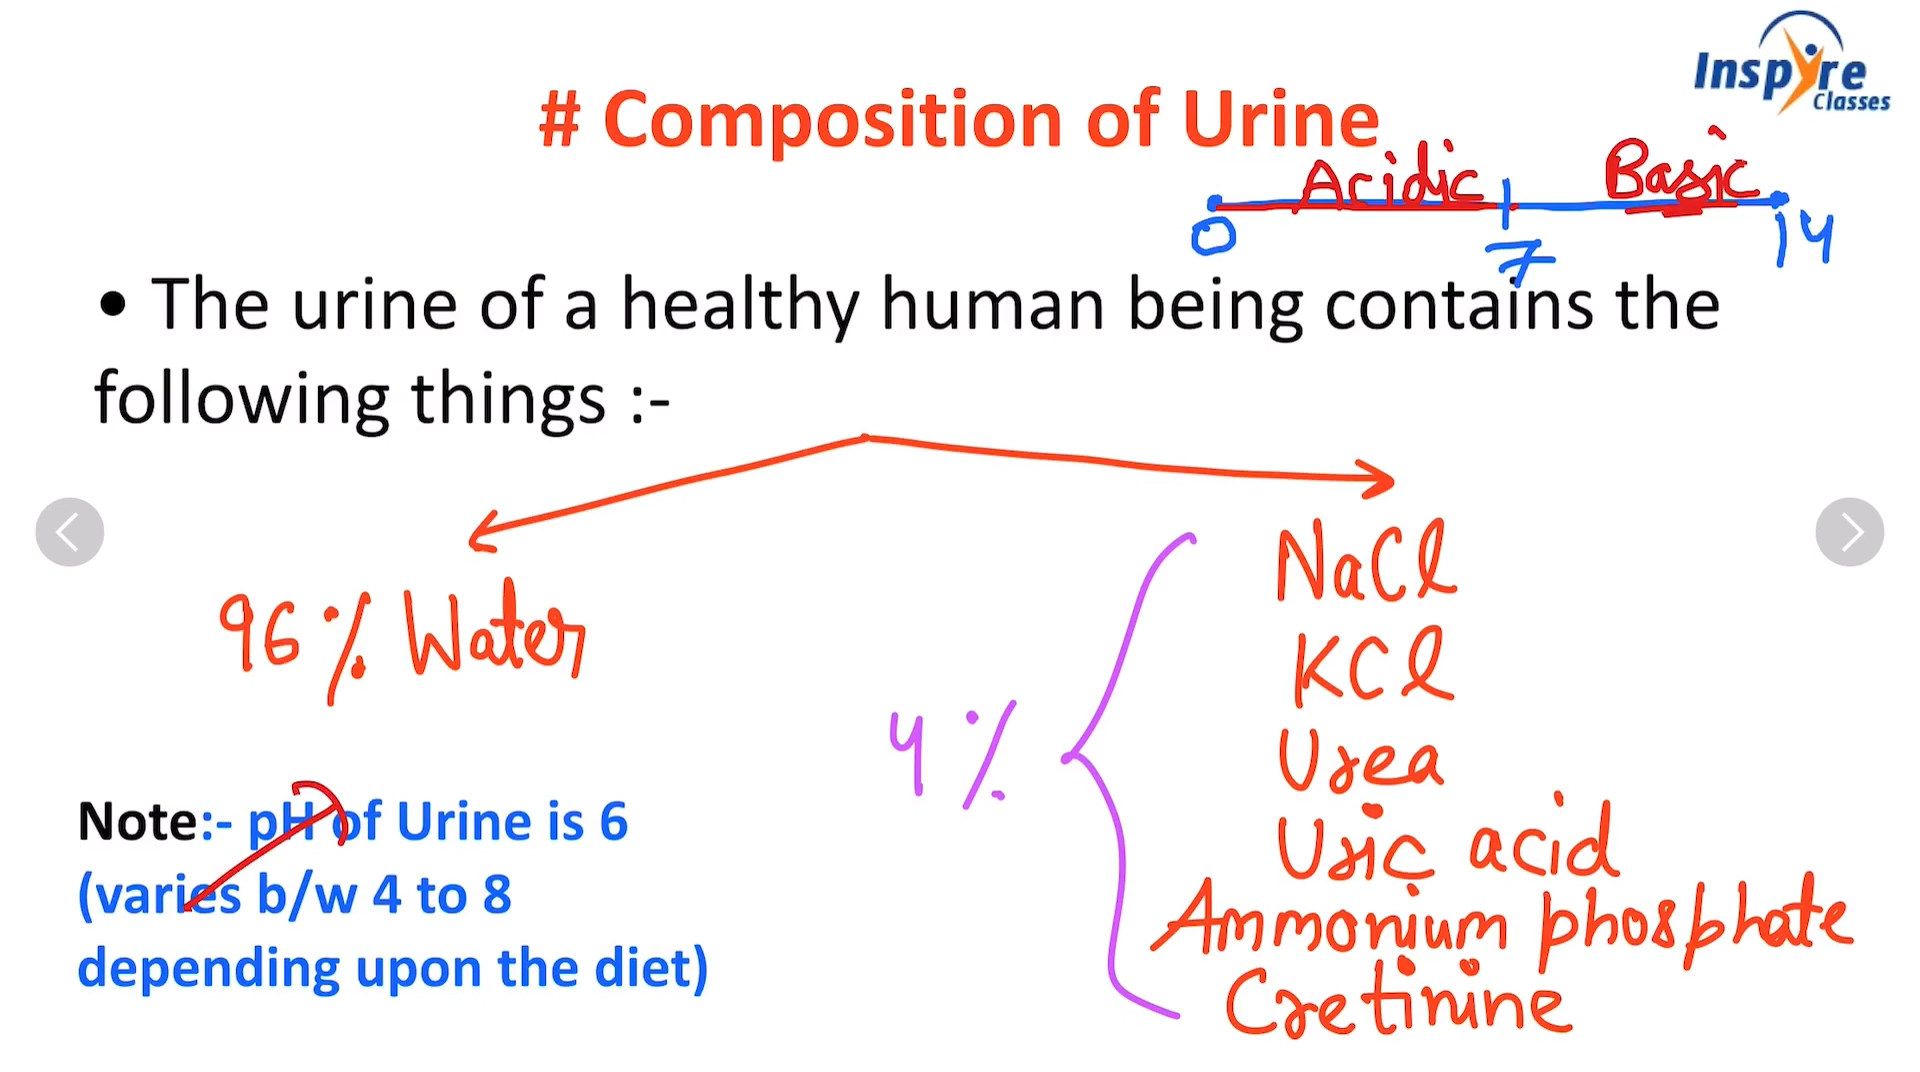 Inspyre
Classes
# Composition of Urine
Acidic Basic
0 7 14
• The urine of a healthy human being contains the
following things :-
96% Water
4%
NaCl
KCl
Urea
Uric acid
Ammonium phosphate
Cretinine
Note:- pH of Urine is 6
(varies b/w 4 to 8
depending upon the diet)